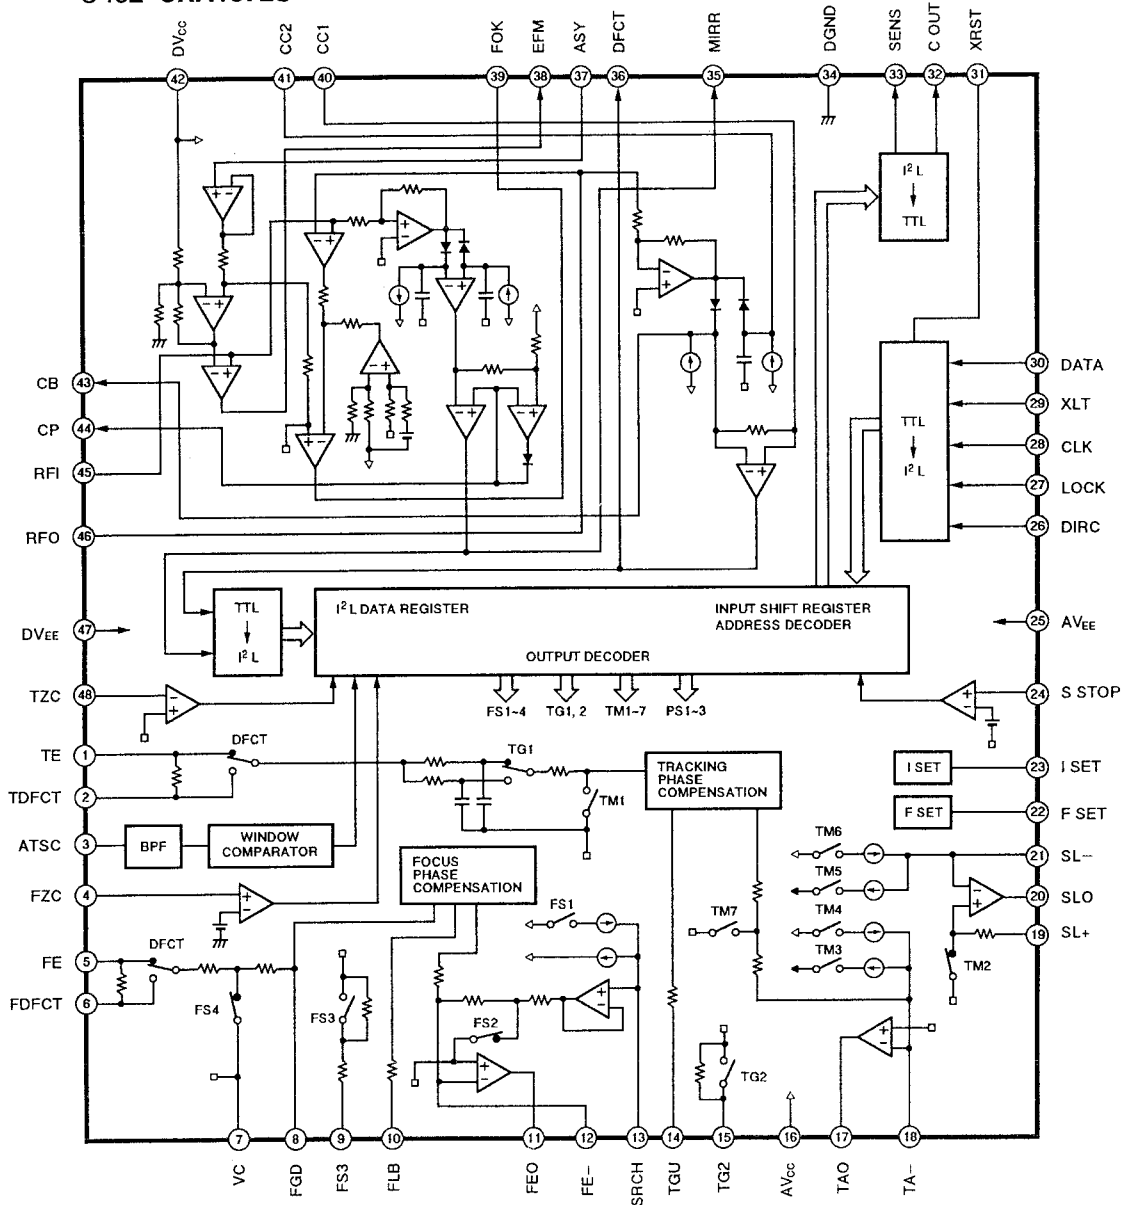 DVcc
CC2
CC1
FOK
EFM
ASY
DFCT
MIRR
DGND
SENS
C OUT
XRST
42
41
40
39
38
37
36
35
34
33
32
31
I²L
TTL
CB
43
CP
44
RFI
45
RFO
46
DVEE
47
TZC
48
TE
1
TDFCT
2
ATSC
3
FZC
4
FE
5
FDFCT
6
30
DATA
29
XLT
28
CLK
27
LOCK
26
DIRC
25
AVEE
24
S STOP
23
I SET
22
F SET
21
SL−
20
SLO
19
SL+
TTL
I²L
TTL
I²L
I²L DATA REGISTER
INPUT SHIFT REGISTER
ADDRESS DECODER
OUTPUT DECODER
FS1~4
TG1, 2
TM1~7
PS1~3
DFCT
TG1
TM1
TRACKING
PHASE
COMPENSATION
I SET
F SET
BPF
WINDOW
COMPARATOR
FOCUS
PHASE
COMPENSATION
TM6
TM5
TM4
TM3
TM7
TM2
FS1
DFCT
FS4
FS3
FS2
TG2
7
8
9
10
11
12
13
14
15
16
17
18
VC
FGD
FS3
FLB
FEO
FE−
SRCH
TGU
TG2
AVcc
TAO
TA−